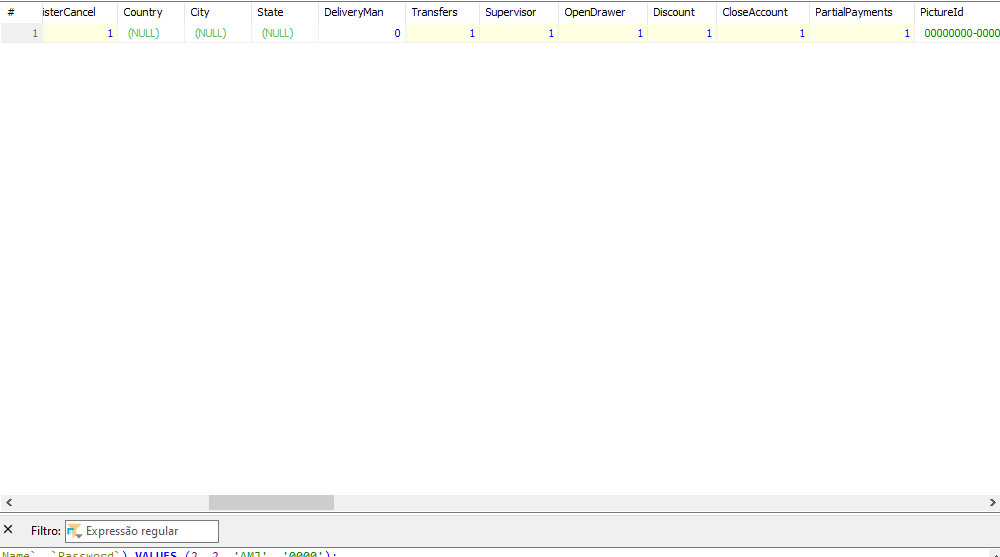 # isterCancel Country City State DeliveryMan Transfers Supervisor OpenDrawer Discount CloseAccount PartialPayments PictureId
1 1 (NULL) (NULL) (NULL) 0 1 1 1 1 1 1 00000000-0000
Filtro: Expressão regular
Name`, `Password`) VALUES (2, 2, 'AMJ', '0000');